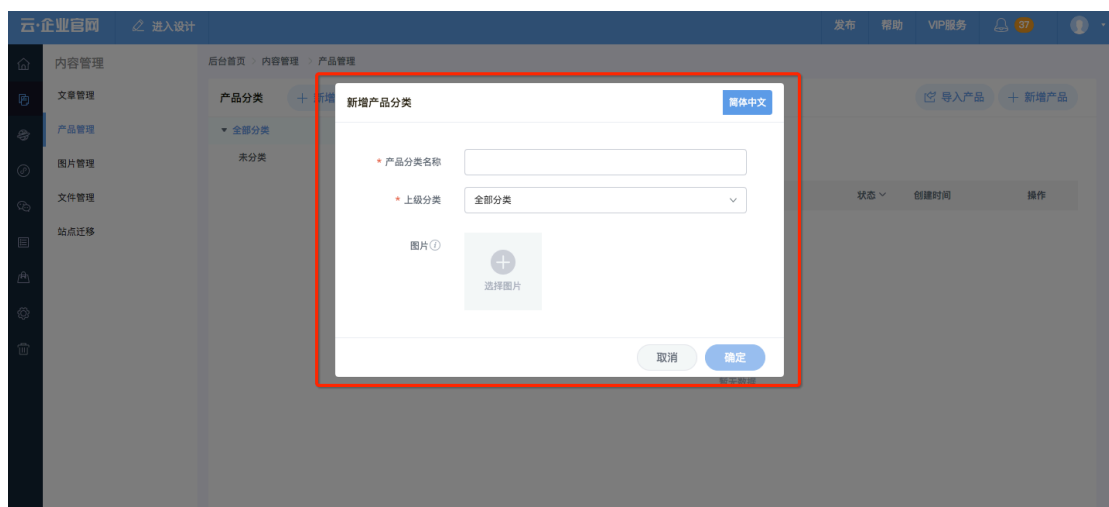 云·企业官网 进入设计 发布 帮助 VIP服务 37
内容管理
文章管理
产品管理
图片管理
文件管理
站点迁移
后台首页 > 内容管理 > 产品管理
产品分类 + 新增 导入产品 + 新增产品
全部分类
未分类
状态 创建时间 操作
新增产品分类 简体中文
* 产品分类名称
* 上级分类 全部分类
图片
选择图片
取消 确定
暂无数据